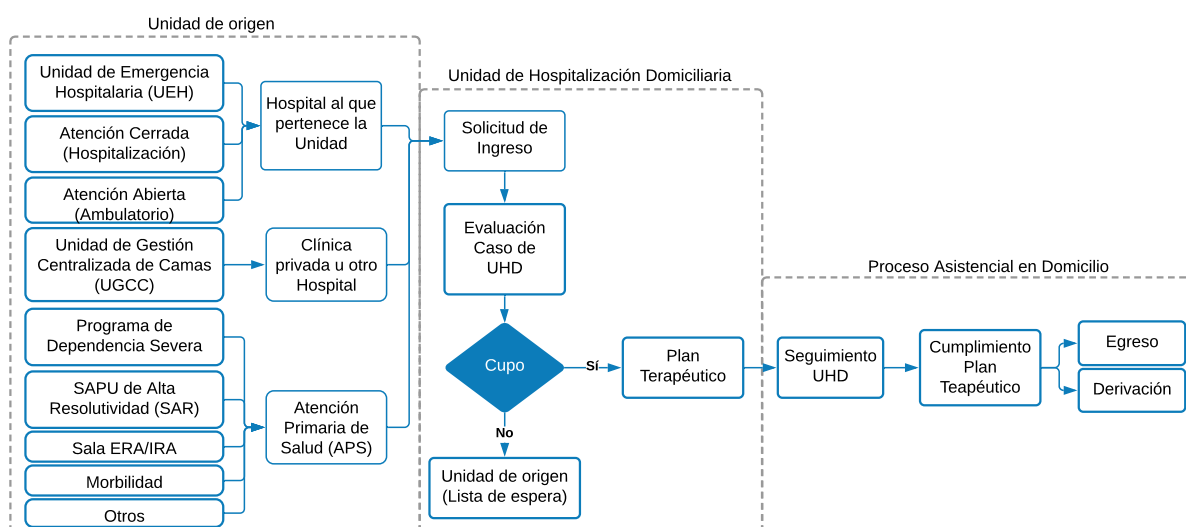 Unidad de origen
Unidad de Emergencia
Hospitalaria (UEH)
Atención Cerrada
(Hospitalización)
Atención Abierta
(Ambulatorio)
Unidad de Gestión
Centralizada de Camas
(UGCC)
Programa de
Dependencia Severa
SAPU de Alta
Resolutividad (SAR)
Sala ERA/IRA
Morbilidad
Otros
Hospital al que
pertenece la
Unidad
Clínica
privada u otro
Hospital
Atención
Primaria de
Salud (APS)
Unidad de Hospitalización Domiciliaria
Solicitud de
Ingreso
Evaluación
Caso de
UHD
Cupo
Sí
No
Unidad de origen
(Lista de espera)
Plan
Terapéutico
Proceso Asistencial en Domicilio
Seguimiento
UHD
Cumplimiento
Plan
Teapéutico
Egreso
Derivación